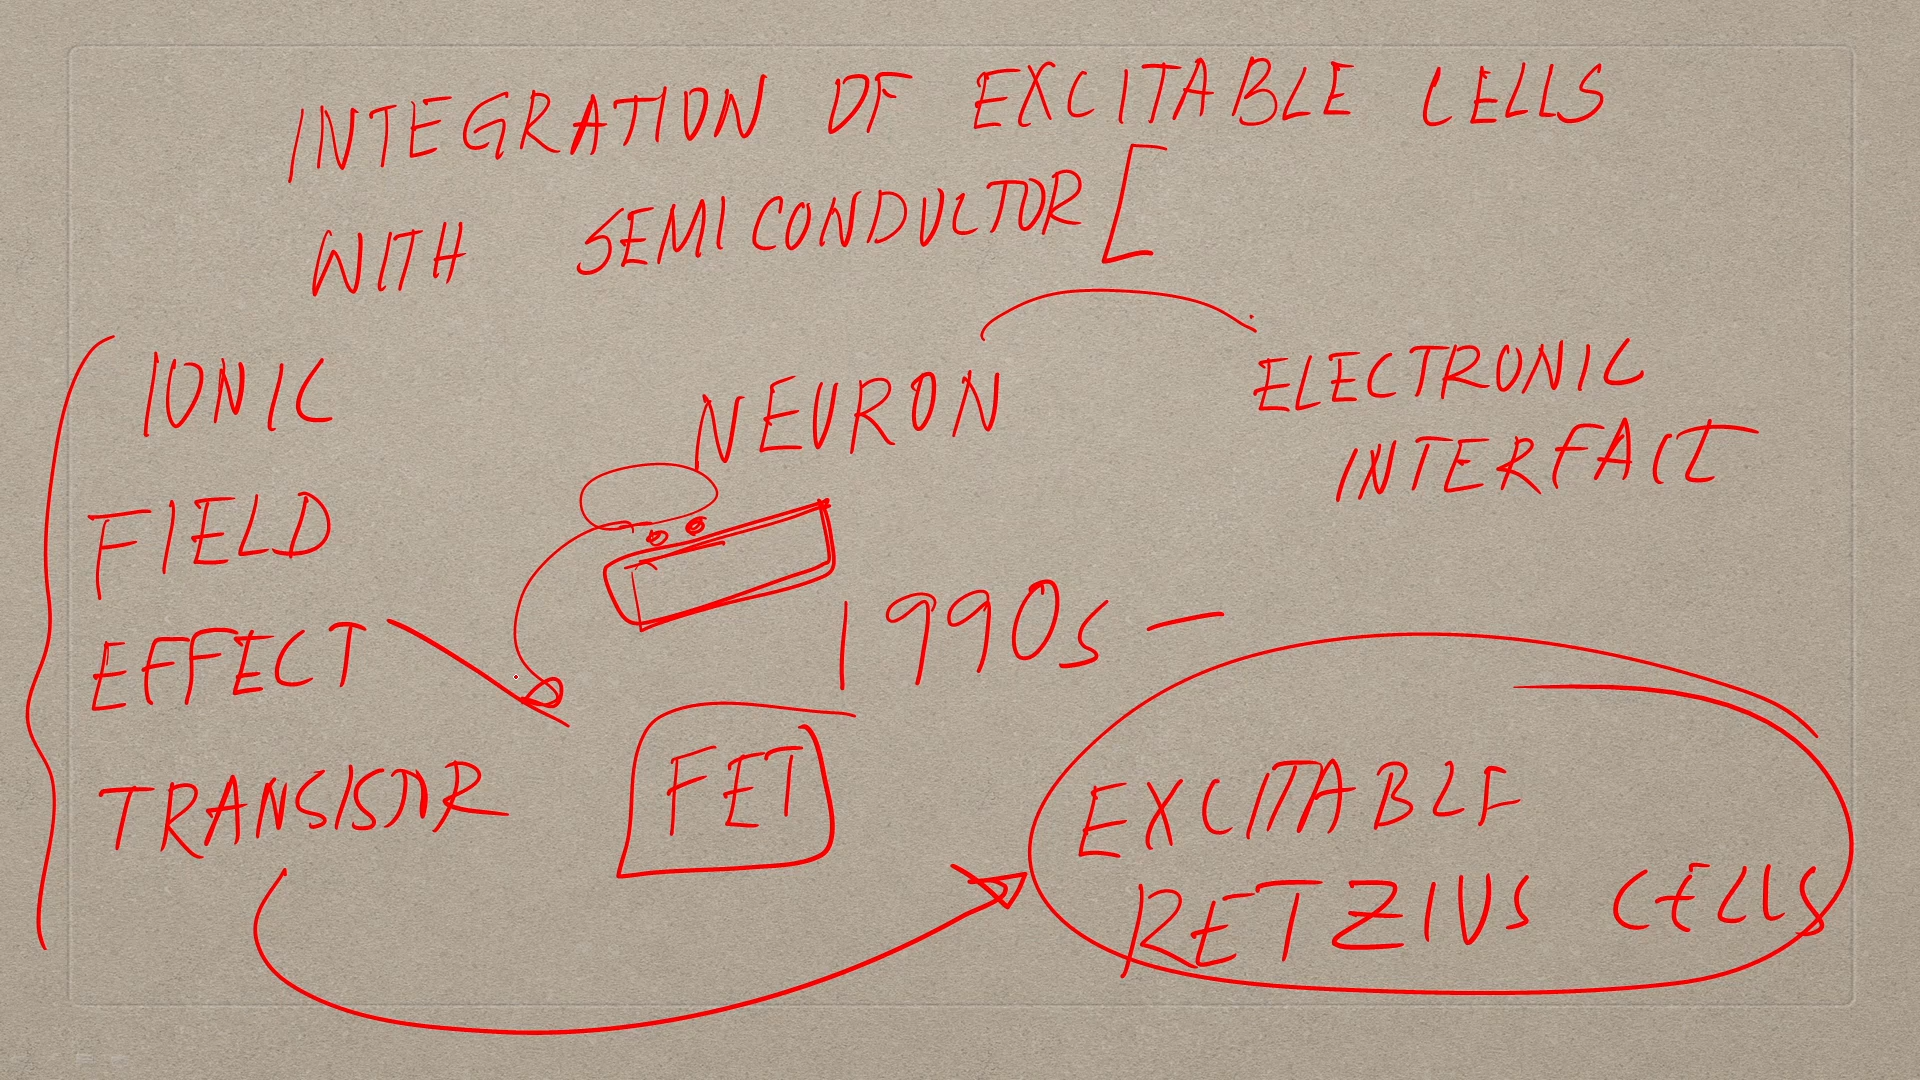 INTEGRATION OF EXCITABLE CELLS
WITH SEMICONDUCTOR [
IONIC
FIELD
EFFECT
TRANSISTOR
NEURON
ELECTRONIC
INTERFACE
1990s -
FET
EXCITABLE
RETZIUS CELLS